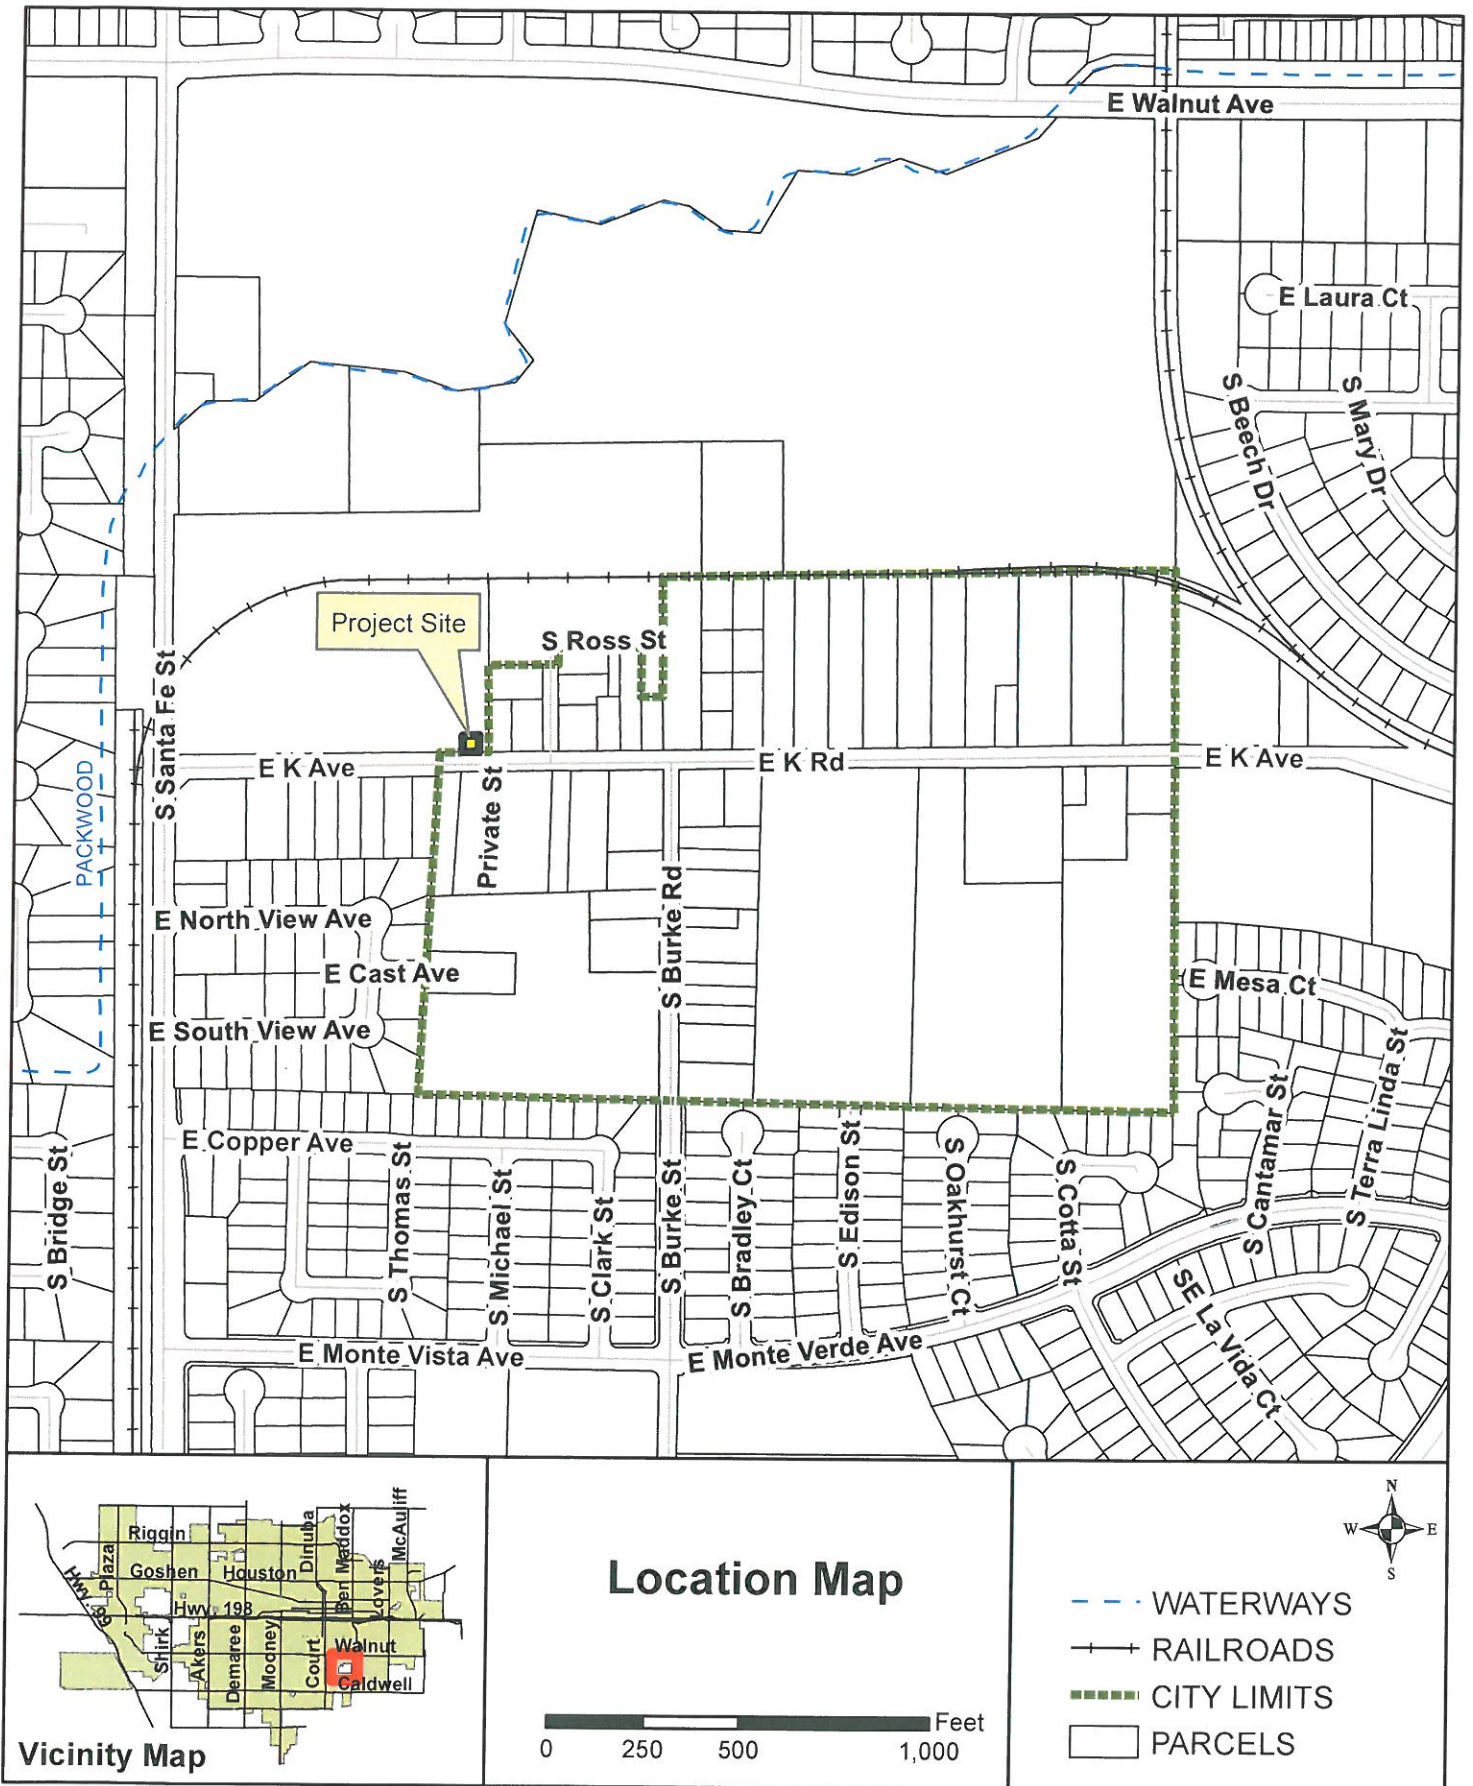 E Walnut Ave
E Laura Ct
S Beech Dr
S Mary Dr
Project Site
S Ross St
S Santa Fe St
E K Ave
E K Rd
E K Ave
PACKWOOD
Private St
S Burke Rd
E North View Ave
E Cast Ave
E Mesa Ct
E South View Ave
S Terra Linda St
S Cantamar St
E Copper Ave
S Bridge St
S Thomas St
S Michael St
S Clark St
S Burke St
S Bradley Ct
S Edison St
S Oakhurst Ct
S Cotta St
SE La Vida Ct
E Monte Vista Ave
E Monte Verde Ave
Riggin
Plaza
Goshen
Houston
Dinuba
Ben Maddox
Lovers
McAuliff
Hwy. 99
Hwy. 198
Shirk
Akers
Demaree
Mooney
Court
Walnut
Caldwell
Vicinity Map
Location Map
Feet
0 250 500 1,000
N
W E
S
WATERWAYS
RAILROADS
CITY LIMITS
PARCELS